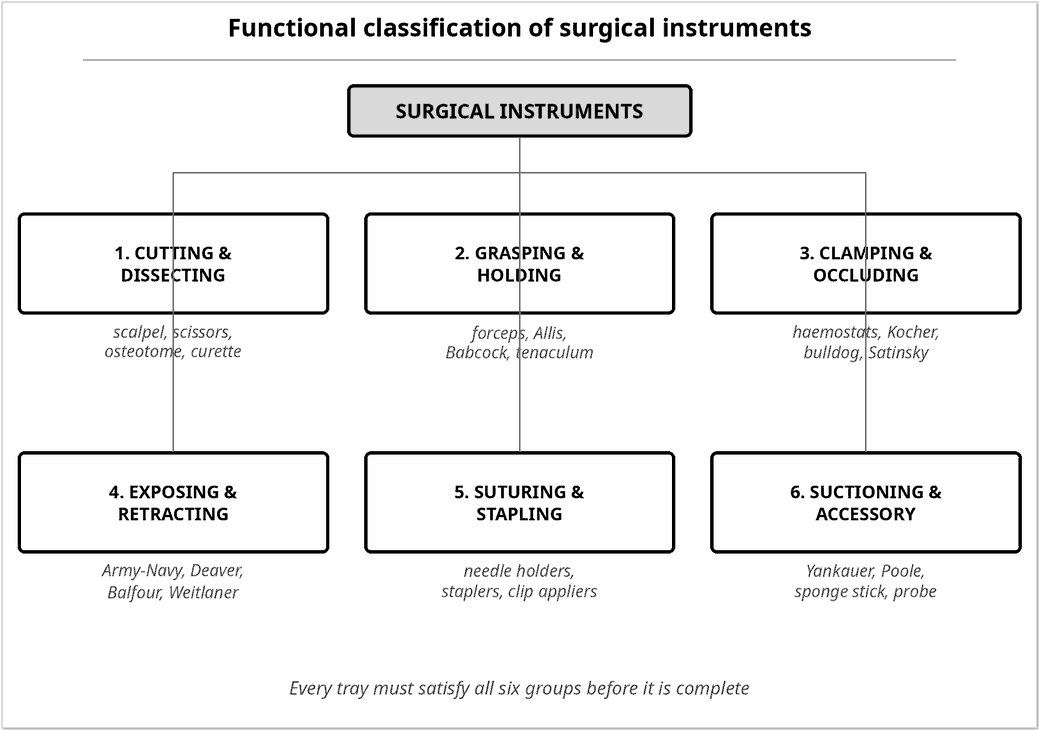 Functional classification of surgical instruments
SURGICAL INSTRUMENTS
1. CUTTING &
DISSECTING
scalpel, scissors,
osteotome, curette
2. GRASPING &
HOLDING
forceps, Allis,
Babcock, tenaculum
3. CLAMPING &
OCCLUDING
haemostats, Kocher,
bulldog, Satinsky
4. EXPOSING &
RETRACTING
Army-Navy, Deaver,
Balfour, Weitlaner
5. SUTURING &
STAPLING
needle holders,
staplers, clip appliers
6. SUCTIONING &
ACCESSORY
Yankauer, Poole,
sponge stick, probe
Every tray must satisfy all six groups before it is complete